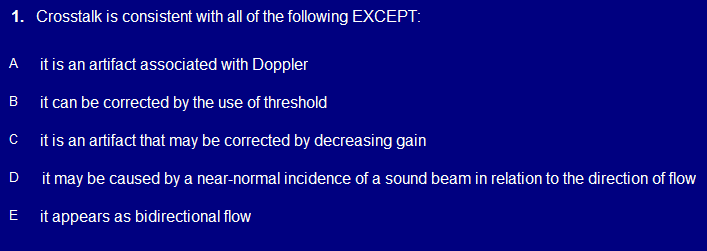 1. Crosstalk is consistent with all of the following EXCEPT:
A it is an artifact associated with Doppler
B it can be corrected by the use of threshold
C it is an artifact that may be corrected by decreasing gain
D it may be caused by a near-normal incidence of a sound beam in relation to the direction of flow
E it appears as bidirectional flow